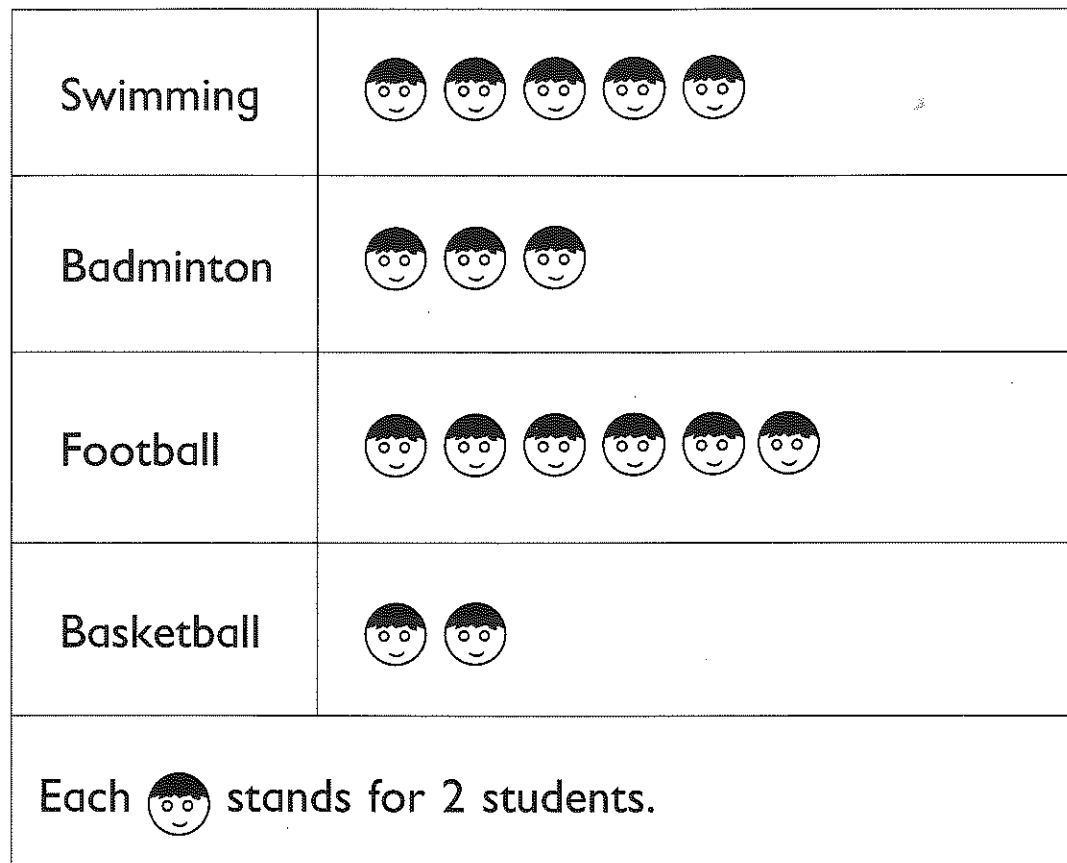 Swimming
Badminton
Football
Basketball
Each stands for 2 students.